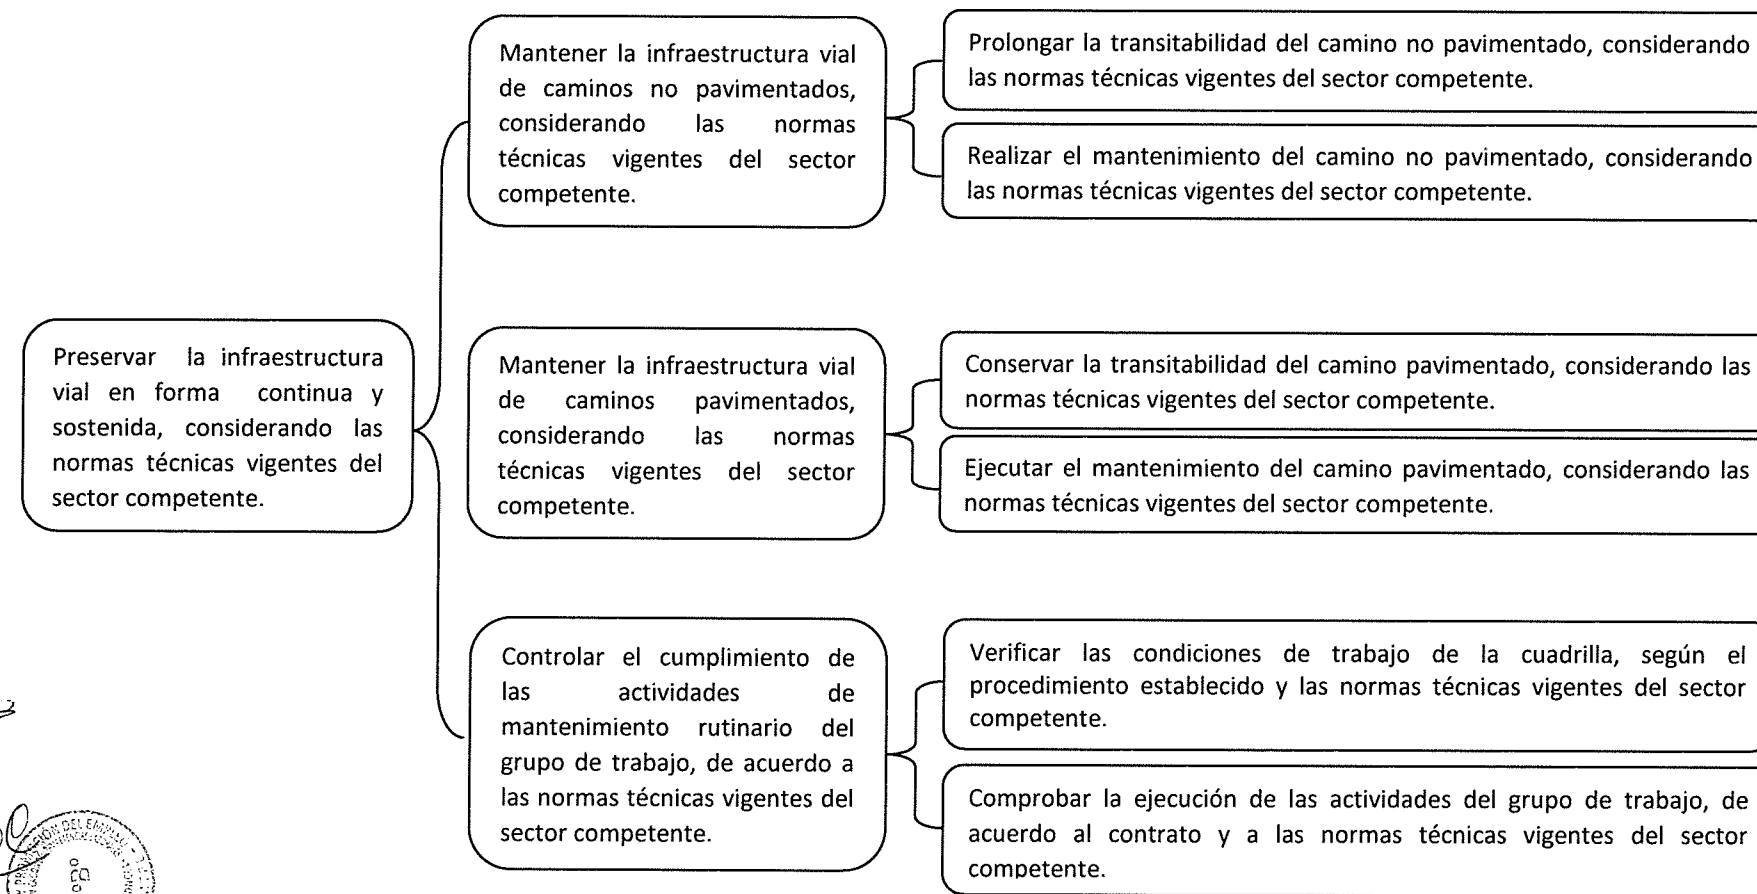 Preservar la infraestructura
vial en forma continua y
sostenida, considerando las
normas técnicas vigentes del
sector competente.
Mantener la infraestructura vial
de caminos no pavimentados,
considerando las normas
técnicas vigentes del sector
competente.
Prolongar la transitabilidad del camino no pavimentado, considerando
las normas técnicas vigentes del sector competente.
Realizar el mantenimiento del camino no pavimentado, considerando
las normas técnicas vigentes del sector competente.
Mantener la infraestructura vial
de caminos pavimentados,
considerando las normas
técnicas vigentes del sector
competente.
Conservar la transitabilidad del camino pavimentado, considerando las
normas técnicas vigentes del sector competente.
Ejecutar el mantenimiento del camino pavimentado, considerando las
normas técnicas vigentes del sector competente.
Controlar el cumplimiento de
las actividades de
mantenimiento rutinario del
grupo de trabajo, de acuerdo a
las normas técnicas vigentes del
sector competente.
Verificar las condiciones de trabajo de la cuadrilla, según el
procedimiento establecido y las normas técnicas vigentes del sector
competente.
Comprobar la ejecución de las actividades del grupo de trabajo, de
acuerdo al contrato y a las normas técnicas vigentes del sector
competente.
DEL